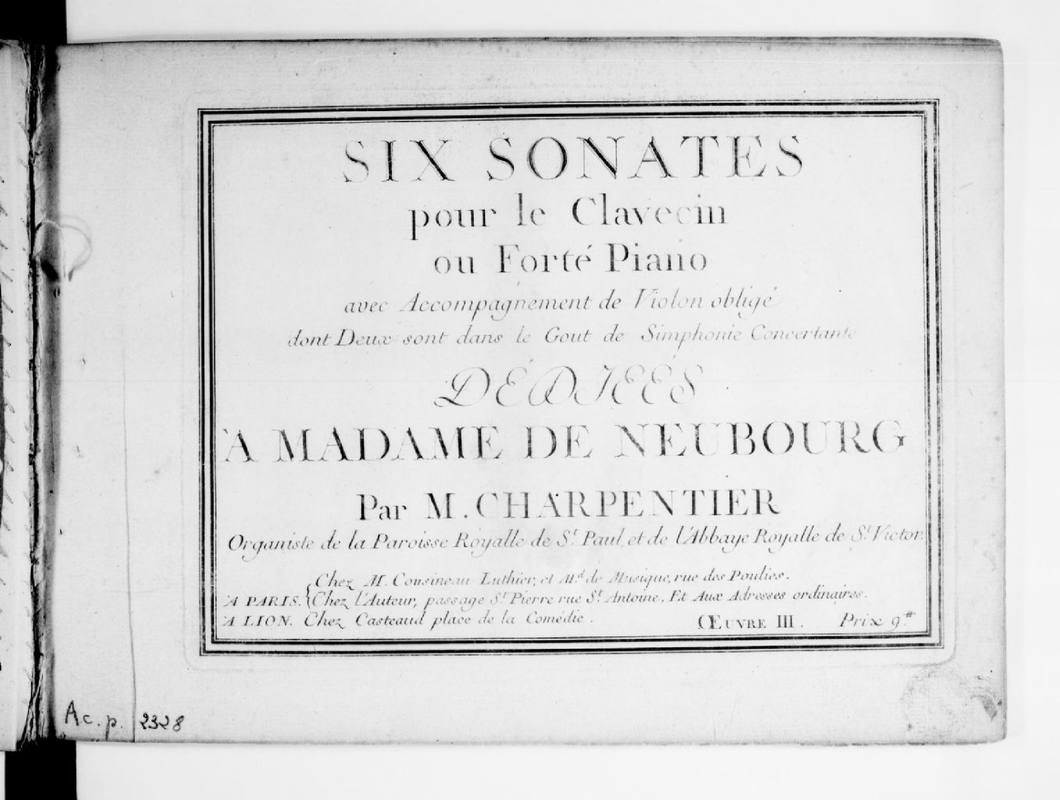 SIX SONATES
pour le Clavecin
ou Forté Piano
avec Accompagnement de Violon obligé
dont Deux sont dans le Gout de Simphonie Concertante
DÉDIÉES
A MADAME DE NEUBOURG
Par M. CHARPENTIER
Organiste de la Paroisse Royalle de St. Paul, et de l'Abbaye Royalle de St. Victor.
Chez M. Cousineau Luthier, et Md. de Musique, rue des Poulies.
A PARIS. Chez l'Auteur, passage St. Pierre rue St. Antoine. Et Aux Adresses ordinaires.
A LION. Chez Casteaud place de la Comédie. ŒUVRE III. Prix 9tt
Ac. p. 2328